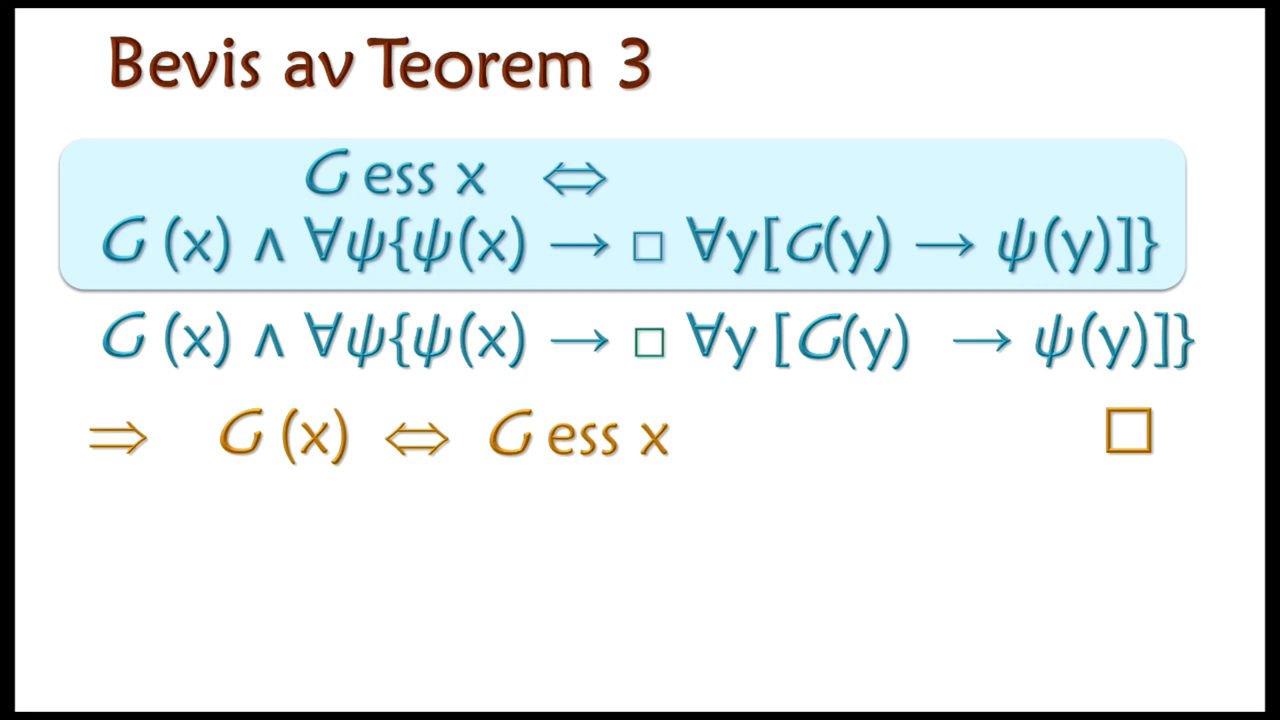 Bevis av Teorem 3
G ess x ⇔
G (x) ∧ ∀ψ{ψ(x) → □ ∀y[G(y) → ψ(y)]}
G (x) ∧ ∀ψ{ψ(x) → □ ∀y [G(y) → ψ(y)]}
⇒ G (x) ⇔ G ess x □